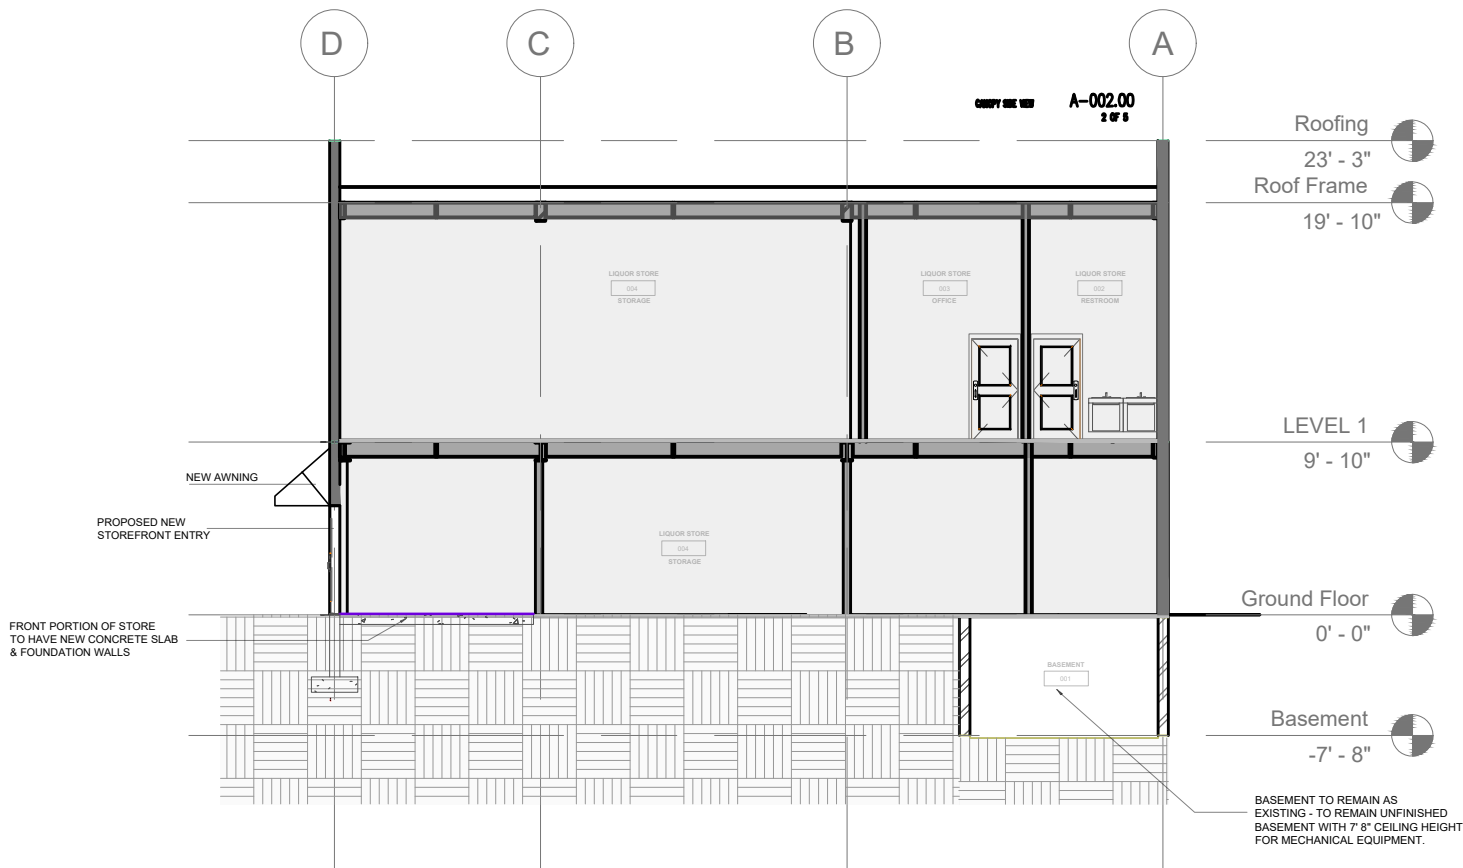 D
C
B
A
CANOPY SIDE VIEW
A-002.00
2 OF 5
Roofing
23' - 3"
Roof Frame
19' - 10"
LIQUOR STORE
004
STORAGE
LIQUOR STORE
003
OFFICE
LIQUOR STORE
002
RESTROOM
LEVEL 1
9' - 10"
NEW AWNING
PROPOSED NEW
STOREFRONT ENTRY
LIQUOR STORE
004
STORAGE
Ground Floor
0' - 0"
FRONT PORTION OF STORE
TO HAVE NEW CONCRETE SLAB
& FOUNDATION WALLS
BASEMENT
001
Basement
-7' - 8"
BASEMENT TO REMAIN AS
EXISTING - TO REMAIN UNFINISHED
BASEMENT WITH 7' 8" CEILING HEIGHT
FOR MECHANICAL EQUIPMENT.